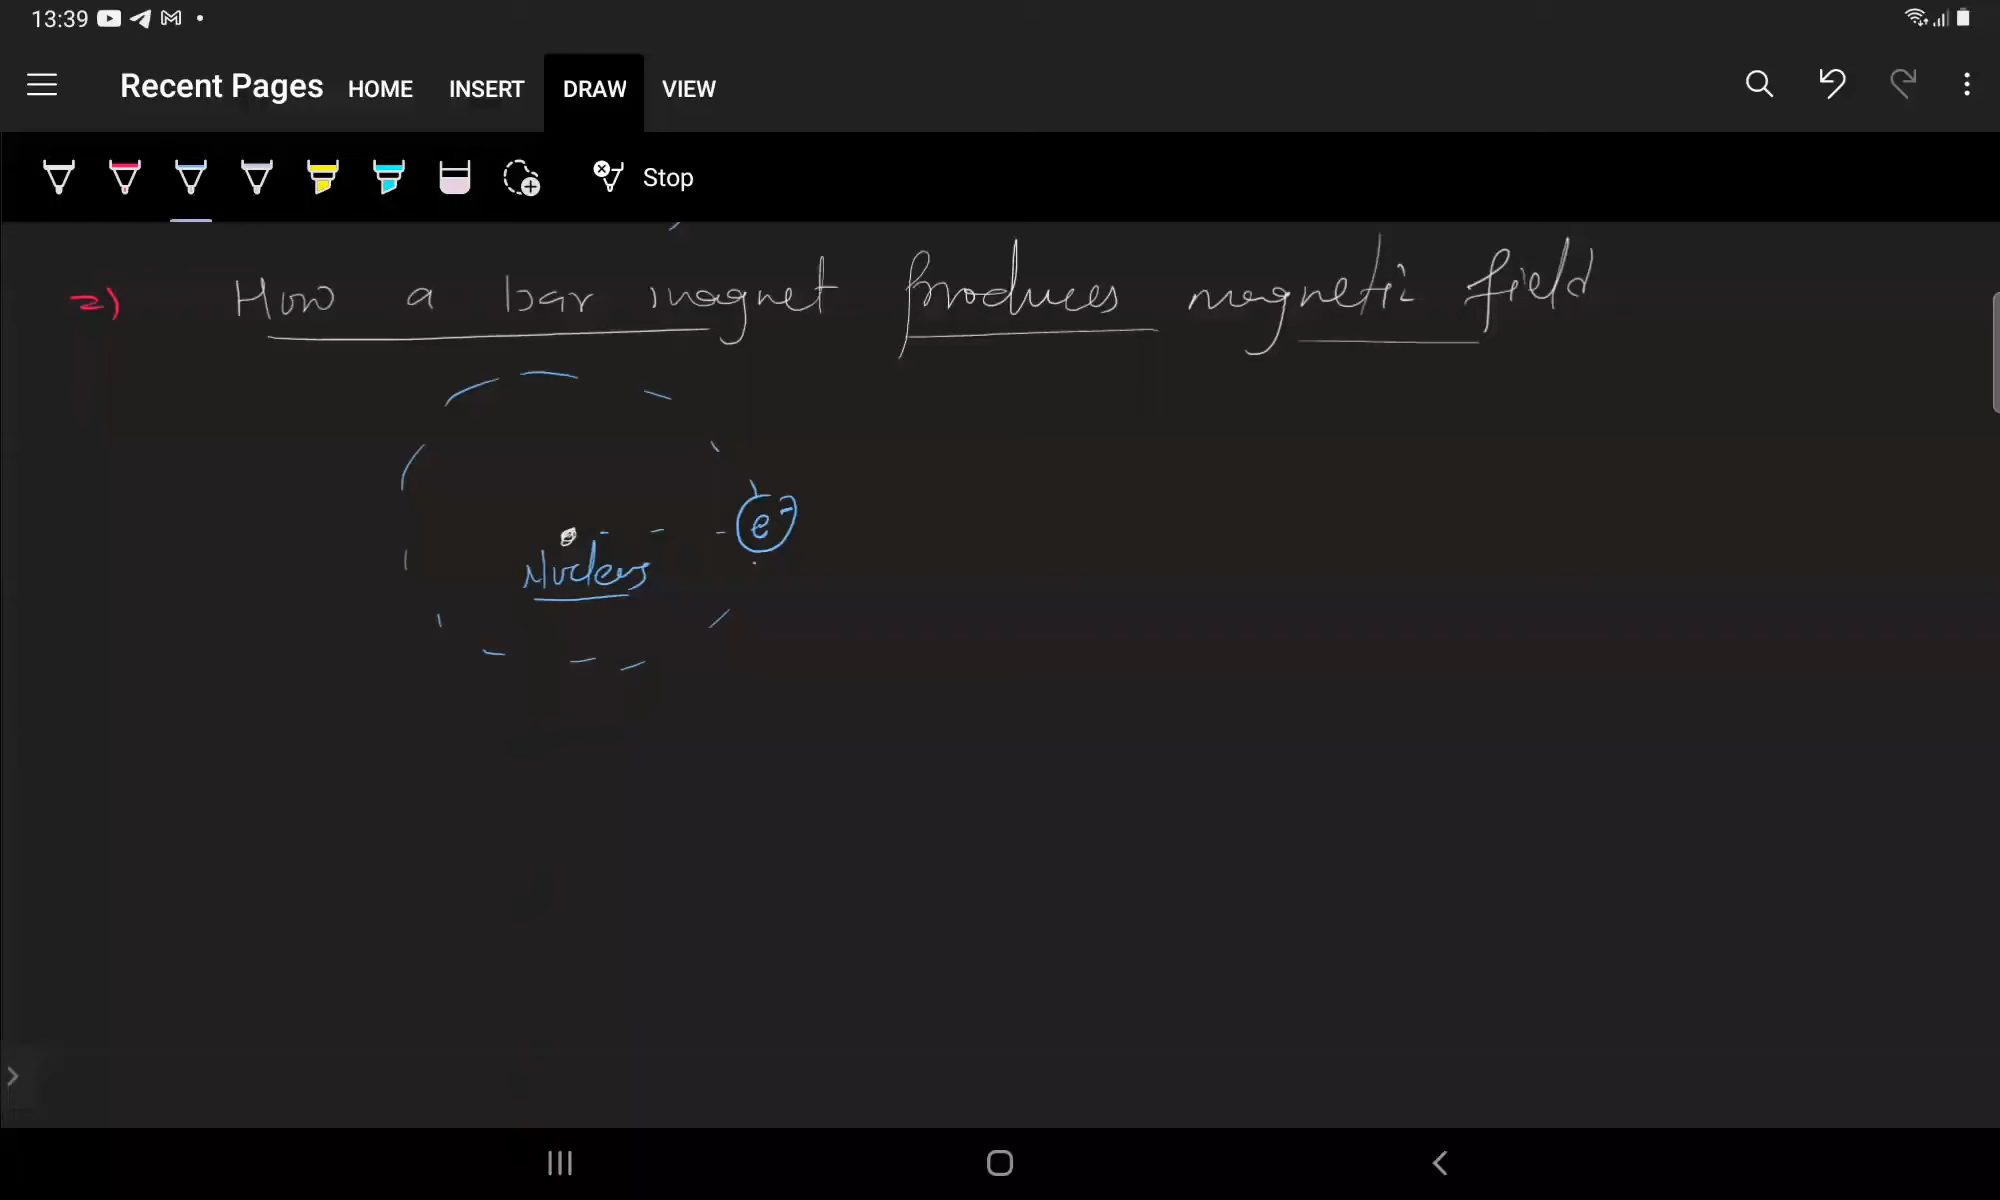 13:39
Recent Pages HOME INSERT DRAW VIEW
Stop
2) How a bar magnet produces magnetic field
e-
Nucleus